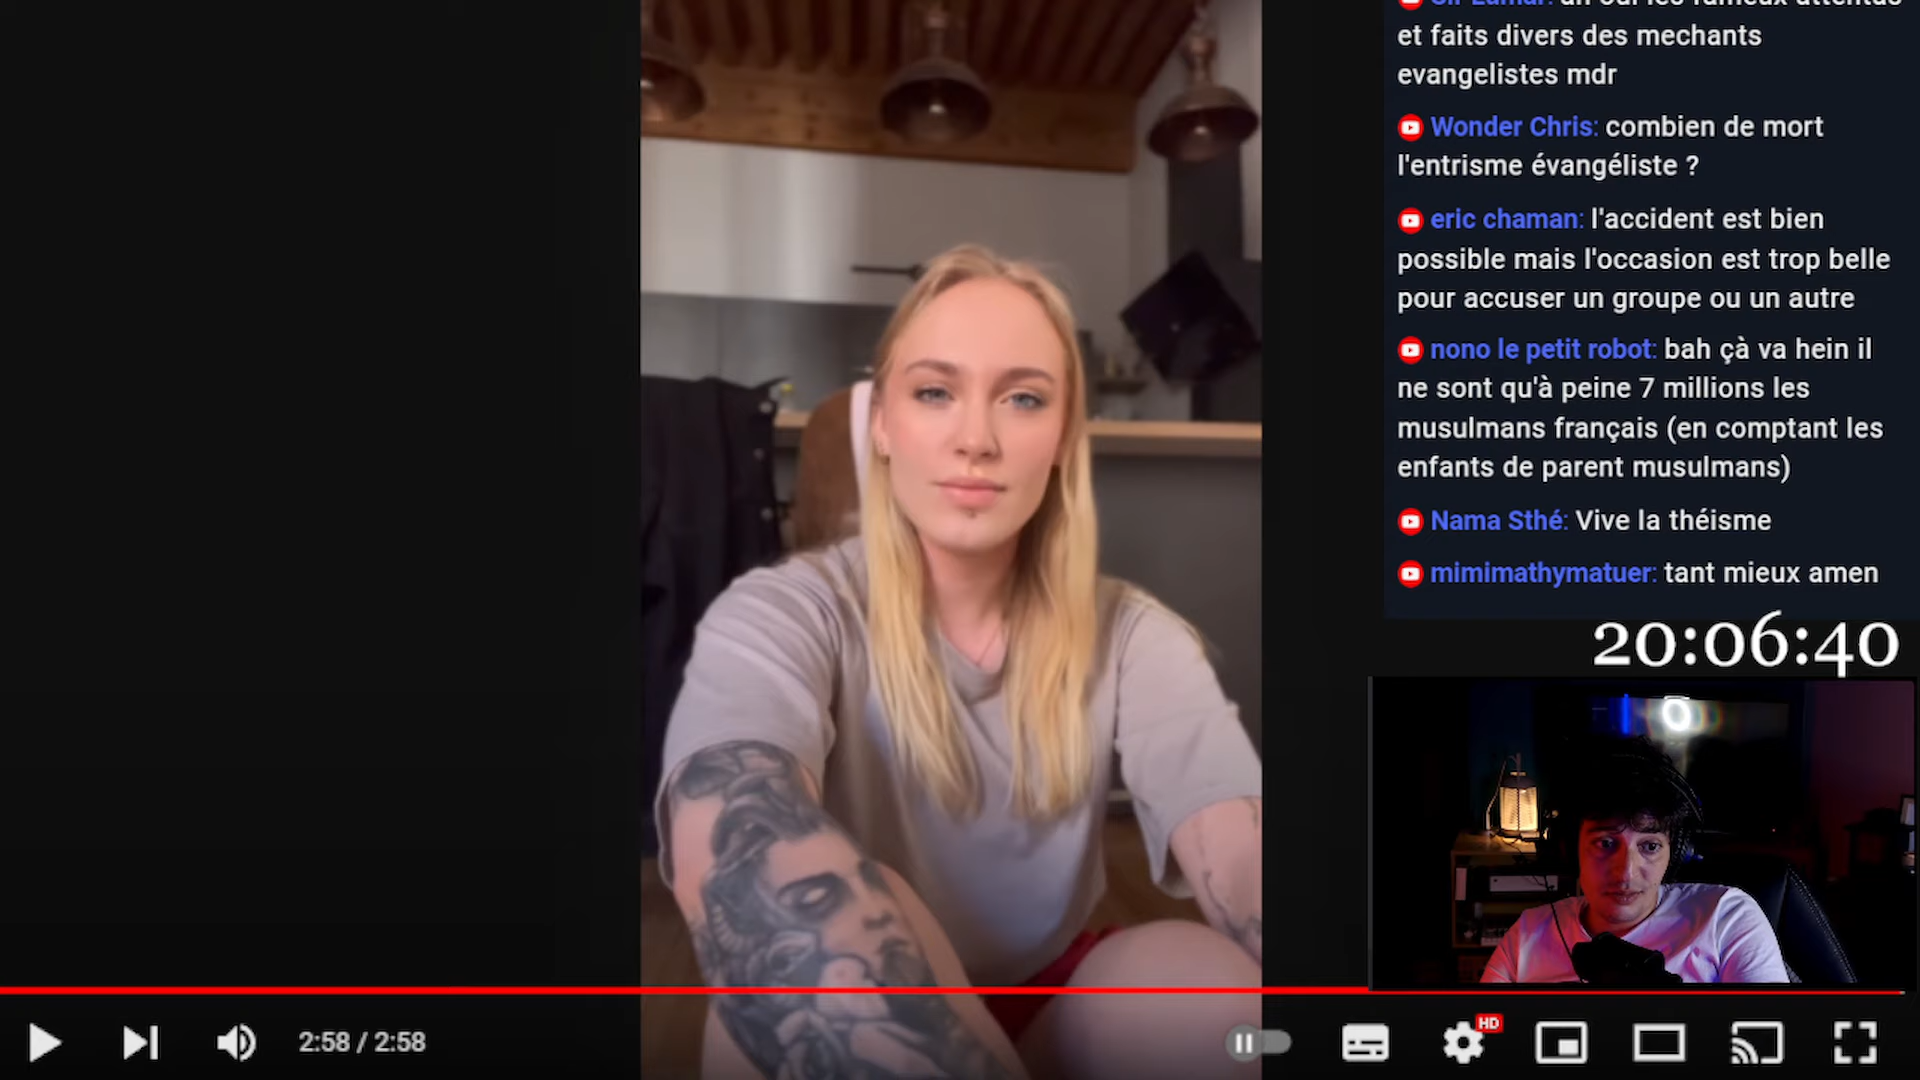 et faits divers des mechants
evangelistes mdr
Wonder Chris: combien de mort
l'entrisme évangéliste ?
eric chaman: l'accident est bien
possible mais l'occasion est trop belle
pour accuser un groupe ou un autre
nono le petit robot: bah çà va hein il
ne sont qu'à peine 7 millions les
musulmans français (en comptant les
enfants de parent musulmans)
Nama Sthé: Vive la théisme
mimimathymatuer: tant mieux amen
20:06:40
2:58 / 2:58
HD